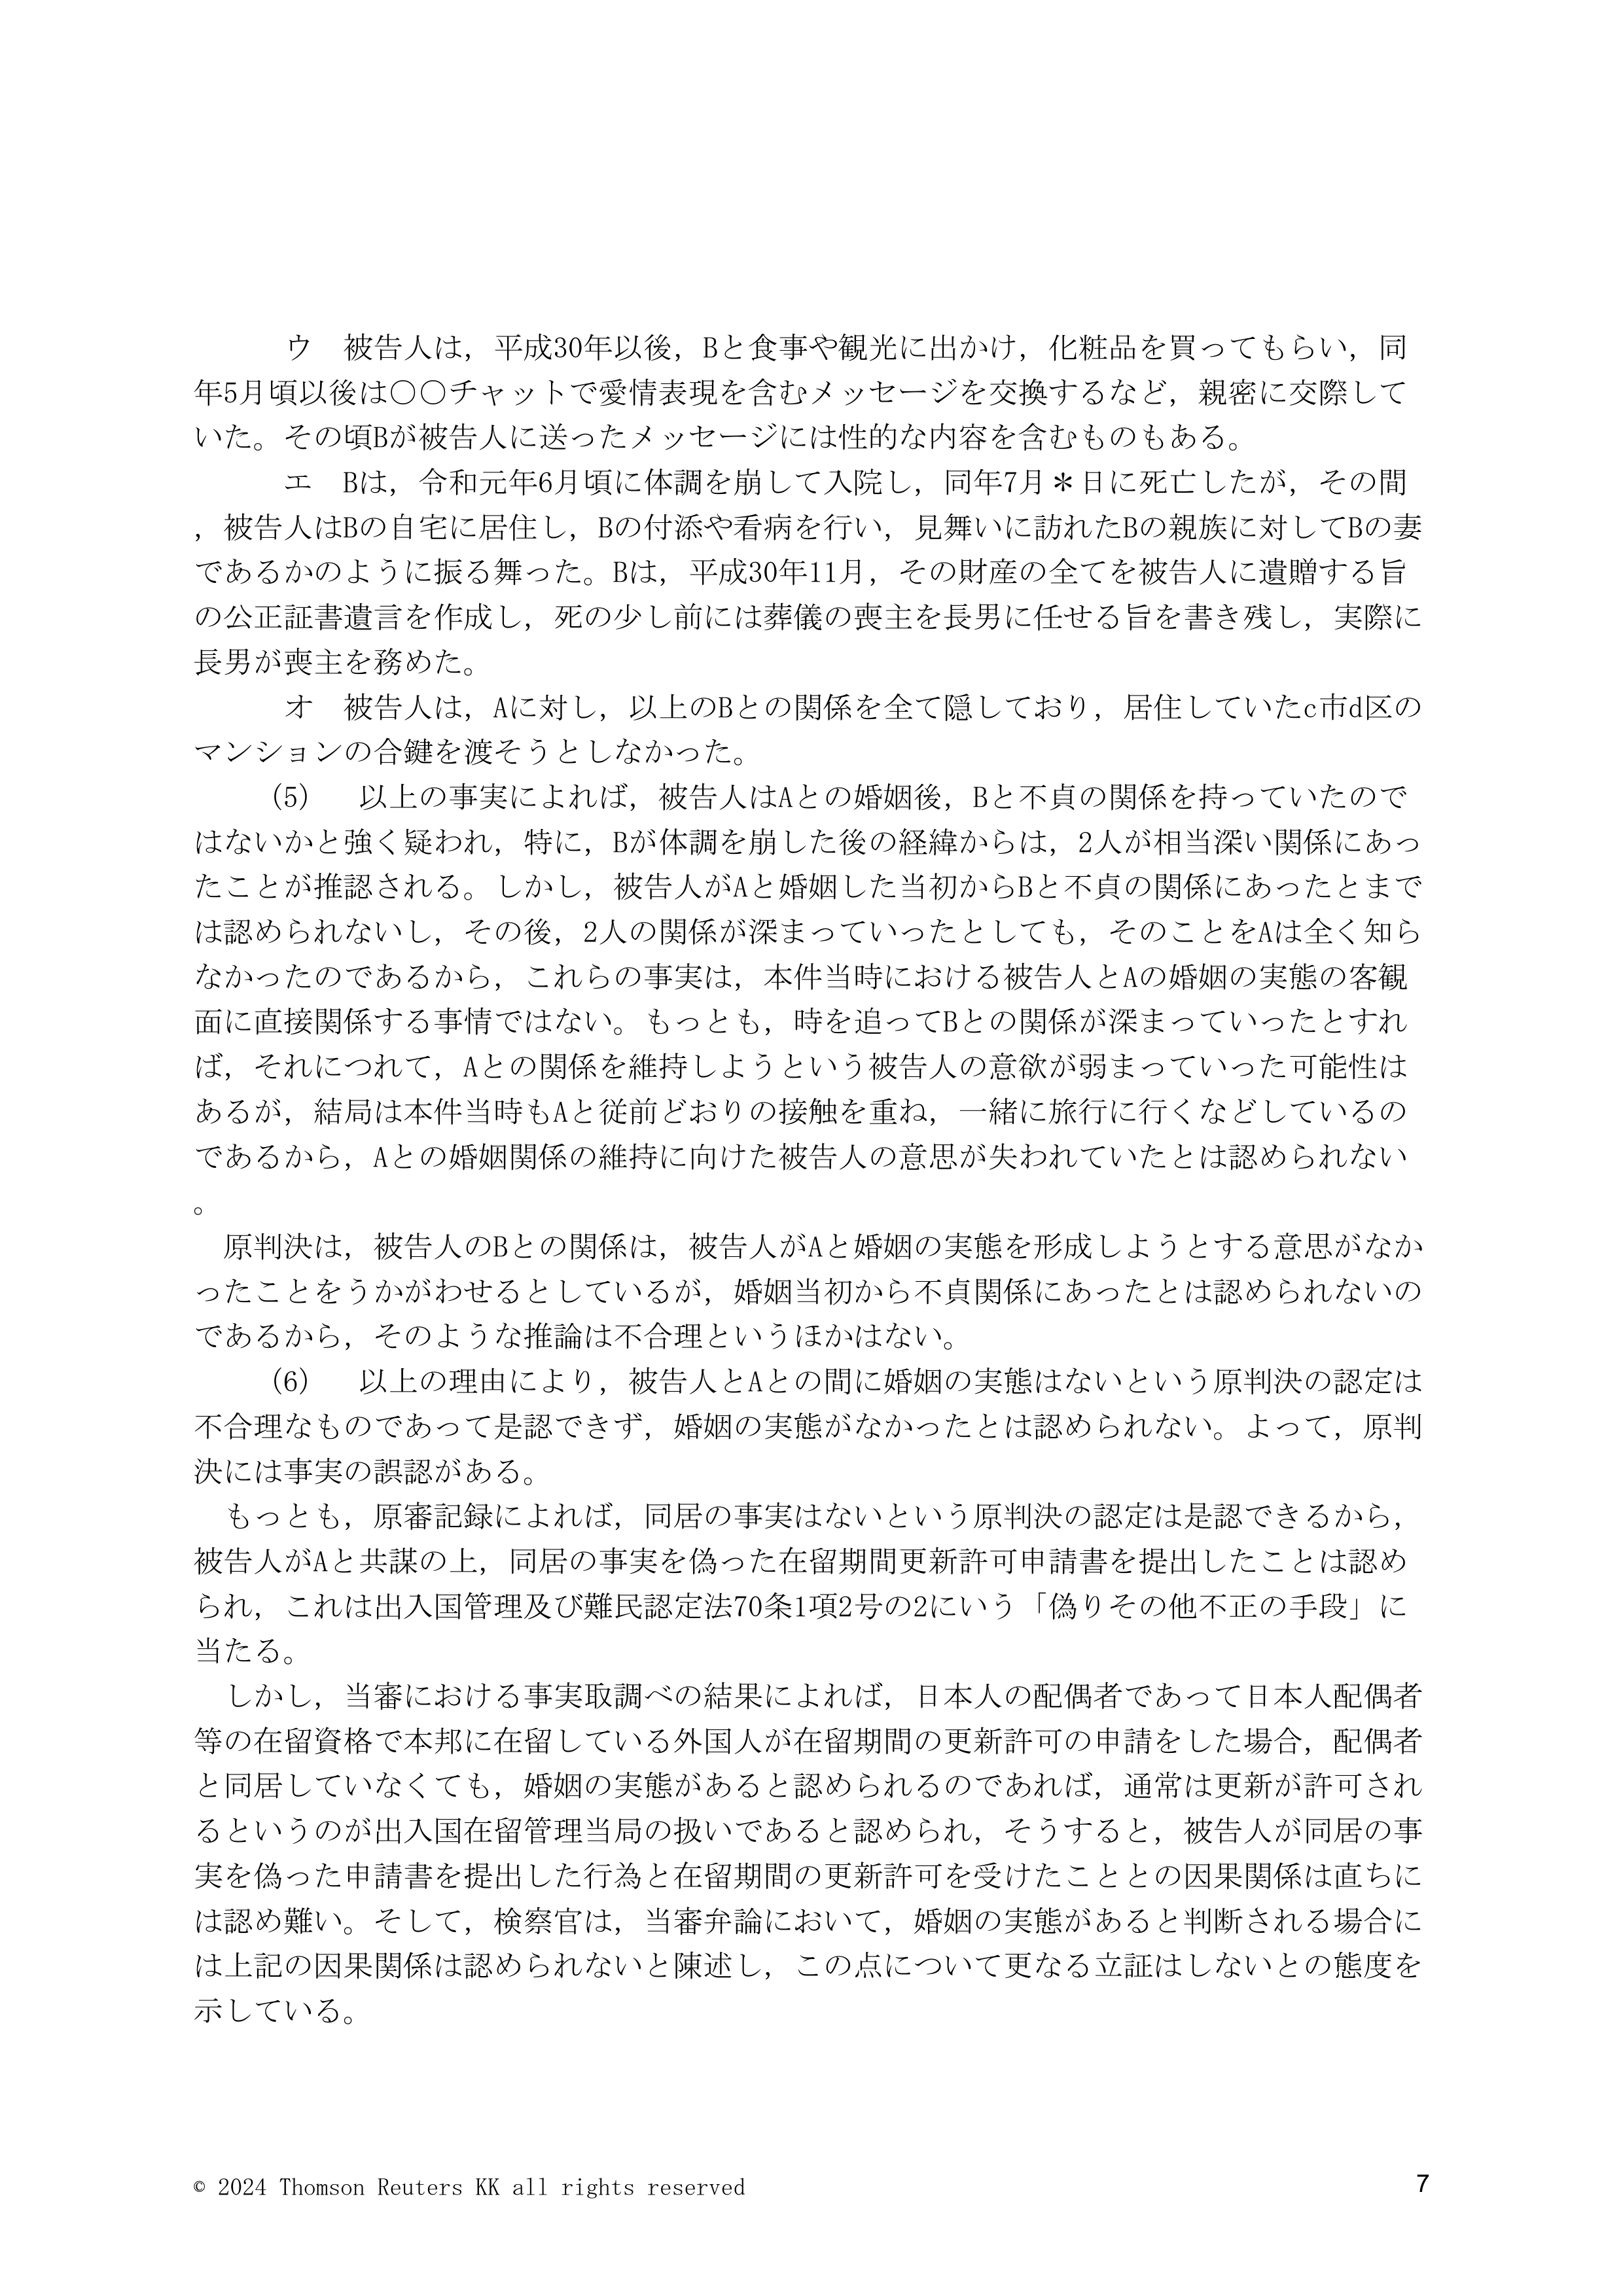 ウ　被告人は，平成30年以後，Bと食事や観光に出かけ，化粧品を買ってもらい，同
年5月頃以後は〇〇チャットで愛情表現を含むメッセージを交換するなど，親密に交際して
いた。その頃Bが被告人に送ったメッセージには性的な内容を含むものもある。
エ　Bは，令和元年6月頃に体調を崩して入院し，同年7月＊日に死亡したが，その間
，被告人はBの自宅に居住し，Bの付添や看病を行い，見舞いに訪れたBの親族に対してBの妻
であるかのように振る舞った。Bは，平成30年11月，その財産の全てを被告人に遺贈する旨
の公正証書遺言を作成し，死の少し前には葬儀の喪主を長男に任せる旨を書き残し，実際に
長男が喪主を務めた。
オ　被告人は，Aに対し，以上のBとの関係を全て隠しており，居住していたc市d区の
マンションの合鍵を渡そうとしなかった。
（5）　以上の事実によれば，被告人はAとの婚姻後，Bと不貞の関係を持っていたので
はないかと強く疑われ，特に，Bが体調を崩した後の経緯からは，2人が相当深い関係にあっ
たことが推認される。しかし，被告人がAと婚姻した当初からBと不貞の関係にあったとまで
は認められないし，その後，2人の関係が深まっていったとしても，そのことをAは全く知ら
なかったのであるから，これらの事実は，本件当時における被告人とAの婚姻の実態の客観
面に直接関係する事情ではない。もっとも，時を追ってBとの関係が深まっていったとすれ
ば，それにつれて，Aとの関係を維持しようという被告人の意欲が弱まっていった可能性は
あるが，結局は本件当時もAと従前どおりの接触を重ね，一緒に旅行に行くなどしているの
であるから，Aとの婚姻関係の維持に向けた被告人の意思が失われていたとは認められない
。
原判決は，被告人のBとの関係は，被告人がAと婚姻の実態を形成しようとする意思がなか
ったことをうかがわせるとしているが，婚姻当初から不貞関係にあったとは認められないの
であるから，そのような推論は不合理というほかはない。
（6）　以上の理由により，被告人とAとの間に婚姻の実態はないという原判決の認定は
不合理なものであって是認できず，婚姻の実態がなかったとは認められない。よって，原判
決には事実の誤認がある。
もっとも，原審記録によれば，同居の事実はないという原判決の認定は是認できるから，
被告人がAと共謀の上，同居の事実を偽った在留期間更新許可申請書を提出したことは認め
られ，これは出入国管理及び難民認定法70条1項2号の2にいう「偽りその他不正の手段」に
当たる。
しかし，当審における事実取調べの結果によれば，日本人の配偶者であって日本人配偶者
等の在留資格で本邦に在留している外国人が在留期間の更新許可の申請をした場合，配偶者
と同居していなくても，婚姻の実態があると認められるのであれば，通常は更新が許可され
るというのが出入国在留管理当局の扱いであると認められ，そうすると，被告人が同居の事
実を偽った申請書を提出した行為と在留期間の更新許可を受けたこととの因果関係は直ちに
は認め難い。そして，検察官は，当審弁論において，婚姻の実態があると判断される場合に
は上記の因果関係は認められないと陳述し，この点について更なる立証はしないとの態度を
示している。
© 2024 Thomson Reuters KK all rights reserved
7